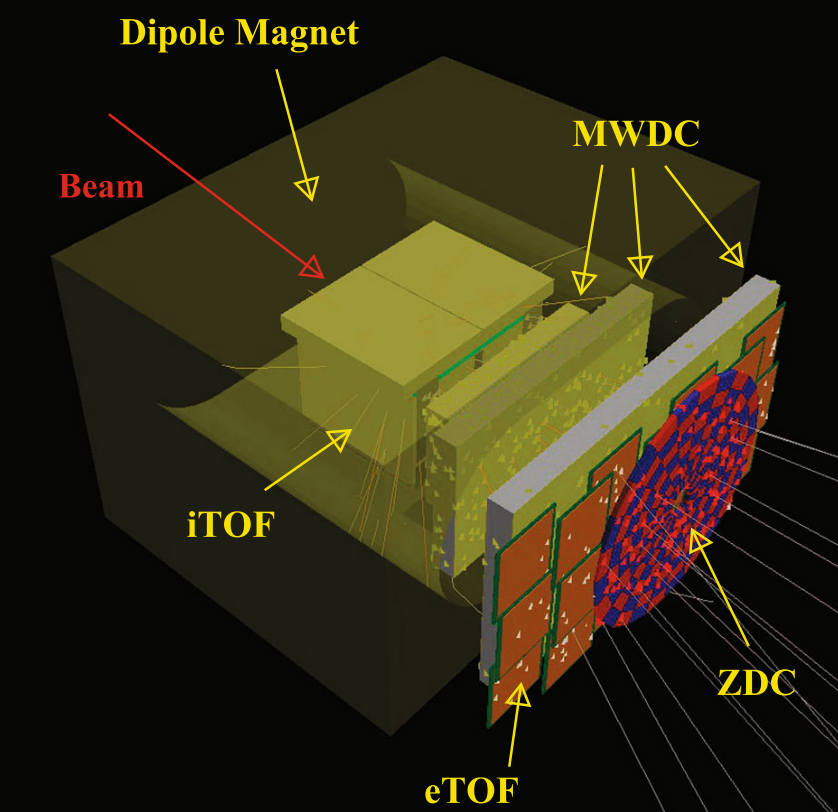 Dipole Magnet
MWDC
Beam
iTOF
ZDC
eTOF